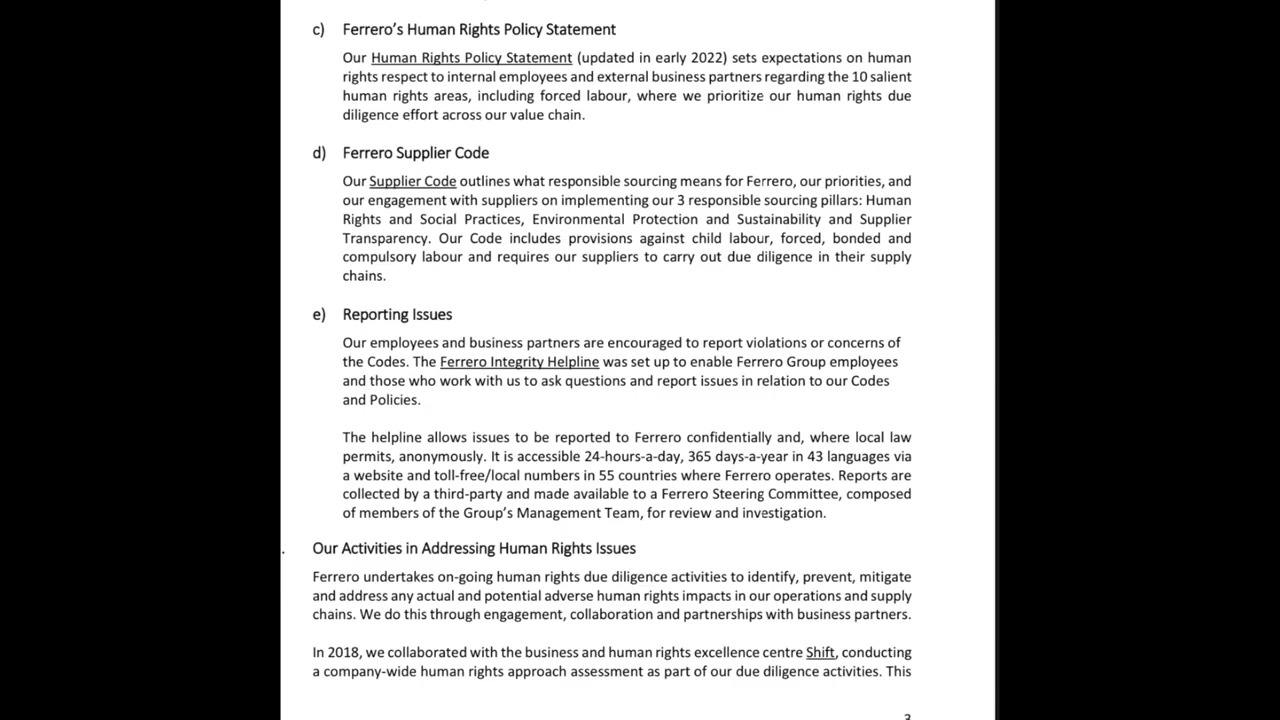 c) Ferrero’s Human Rights Policy Statement
Our Human Rights Policy Statement (updated in early 2022) sets expectations on human
rights respect to internal employees and external business partners regarding the 10 salient
human rights areas, including forced labour, where we prioritize our human rights due
diligence effort across our value chain.
d) Ferrero Supplier Code
Our Supplier Code outlines what responsible sourcing means for Ferrero, our priorities, and
our engagement with suppliers on implementing our 3 responsible sourcing pillars: Human
Rights and Social Practices, Environmental Protection and Sustainability and Supplier
Transparency. Our Code includes provisions against child labour, forced, bonded and
compulsory labour and requires our suppliers to carry out due diligence in their supply
chains.
e) Reporting Issues
Our employees and business partners are encouraged to report violations or concerns of
the Codes. The Ferrero Integrity Helpline was set up to enable Ferrero Group employees
and those who work with us to ask questions and report issues in relation to our Codes
and Policies.
The helpline allows issues to be reported to Ferrero confidentially and, where local law
permits, anonymously. It is accessible 24-hours-a-day, 365 days-a-year in 43 languages via
a website and toll-free/local numbers in 55 countries where Ferrero operates. Reports are
collected by a third-party and made available to a Ferrero Steering Committee, composed
of members of the Group’s Management Team, for review and investigation.
. Our Activities in Addressing Human Rights Issues
Ferrero undertakes on-going human rights due diligence activities to identify, prevent, mitigate
and address any actual and potential adverse human rights impacts in our operations and supply
chains. We do this through engagement, collaboration and partnerships with business partners.
In 2018, we collaborated with the business and human rights excellence centre Shift, conducting
a company-wide human rights approach assessment as part of our due diligence activities. This
3